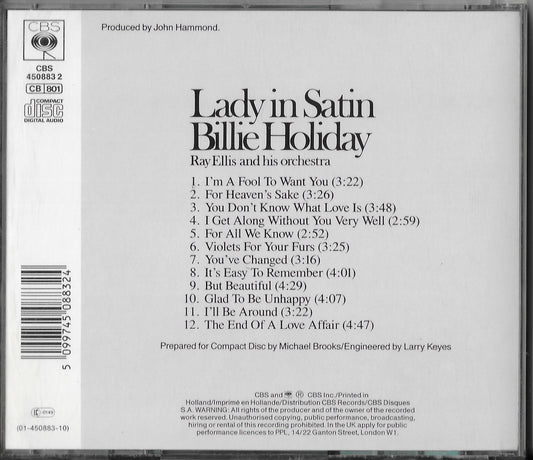 CBS
CBS
450883 2
CB 801
COMPACT
disc
DIGITAL AUDIO
Produced by John Hammond.
Lady in Satin
Billie Holiday
Ray Ellis and his orchestra
1. I'm A Fool To Want You (3:22)
2. For Heaven's Sake (3:26)
3. You Don't Know What Love Is (3:48)
4. I Get Along Without You Very Well (2:59)
5. For All We Know (2:52)
6. Violets For Your Furs (3:25)
7. You've Changed (3:16)
8. It's Easy To Remember (4:01)
9. But Beautiful (4:29)
10. Glad To Be Unhappy (4:07)
11. I'll Be Around (3:22)
12. The End Of A Love Affair (4:47)
Prepared for Compact Disc by Michael Brooks/Engineered by Larry Keyes
5 099745 088324
(01-450883-10)
CBS and ® CBS Inc./Printed in
Holland/Imprimé en Hollande/Distribution CBS Records/CBS Disques
S.A. WARNING: All rights of the producer and of the owner of the recorded
work reserved. Unauthorised copying, public performance, broadcasting,
hiring or rental of this recording prohibited. In the UK apply for public
performance licences to PPL, 14/22 Ganton Street, London W1.